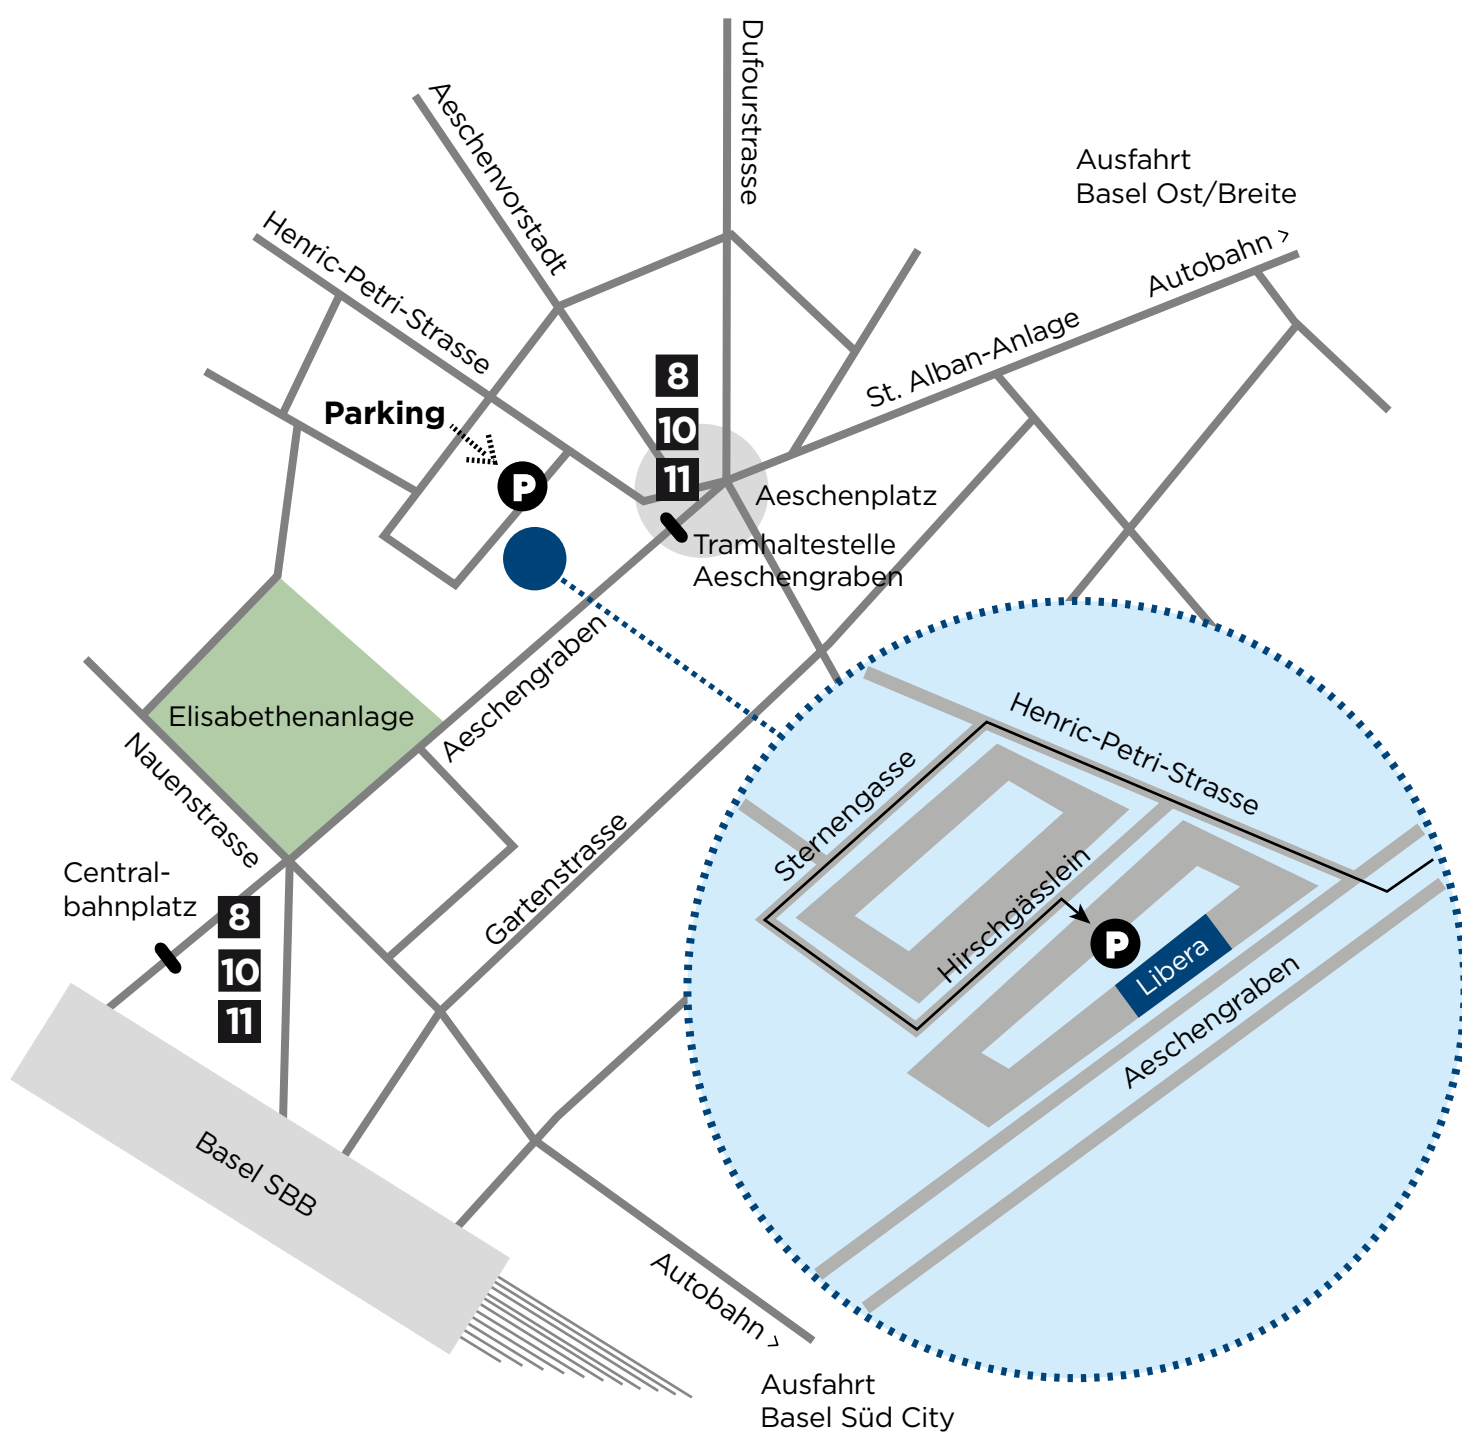 Dufourstrasse
Aeschenvorstadt
Ausfahrt
Basel Ost/Breite
Henric-Petri-Strasse
Autobahn >
St. Alban-Anlage
8
10
11
Parking
P
Aeschenplatz
Tramhaltestelle
Aeschengraben
Aeschengraben
Elisabethenanlage
Nauenstrasse
Gartenstrasse
Central-
bahnplatz
8
10
11
Henric-Petri-Strasse
Sternengasse
Hirschgässlein
P
Libera
Aeschengraben
Basel SBB
Autobahn >
Ausfahrt
Basel Süd City